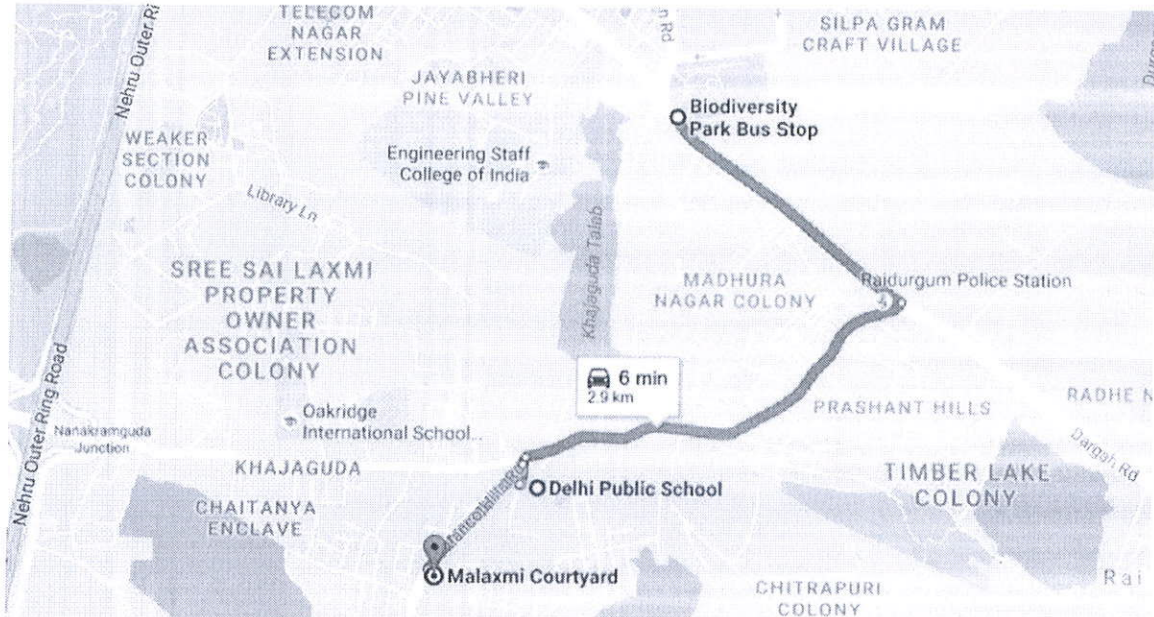 Nehru Outer Ri
TELECOM
NAGAR
EXTENSION
n Rd
SILPA GRAM
CRAFT VILLAGE
JAYABHERI
PINE VALLEY
Biodiversity
Park Bus Stop
WEAKER
SECTION
COLONY
Engineering Staff
College of India
Library Ln
Khajaguda Talab
SREE SAI LAXMI
PROPERTY
OWNER
ASSOCIATION
COLONY
MADHURA
NAGAR COLONY
Raidurgum Police Station
6 min
2.9 km
Nehru Outer Ring Road
Oakridge
International School...
PRASHANT HILLS
RADHE N
Nanakramguda
Junction
KHAJAGUDA
Dargah Rd
Delhi Public School
TIMBER LAKE
COLONY
CHAITANYA
ENCLAVE
Malaxmi Courtyard
CHITRAPURI
COLONY
Rai